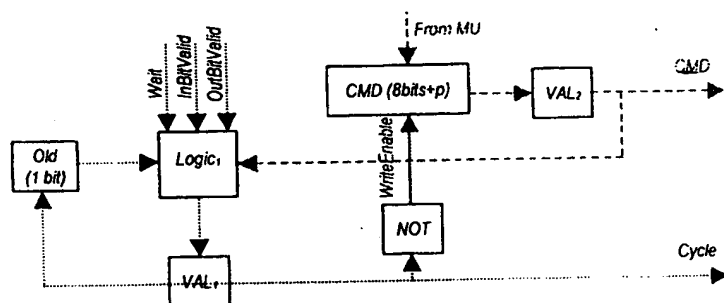 From MU
CMD
Wait
InBitValid
OutBitValid
CMD (8bits+p)
VAL₂
Old
(1 bit)
Logic₁
WriteEnable
NOT
Cycle
VAL₁